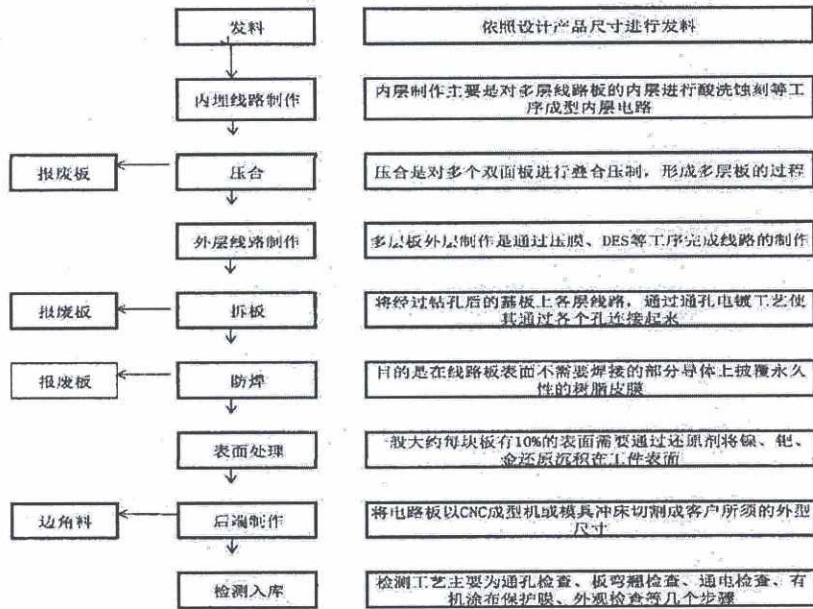 发料
依照设计产品尺寸进行发料
内埋线路制作
内层制作主要是对多层线路板的内层进行酸洗蚀刻等工
序成型内层电路
报废板
压合
压合是对多个双面板进行叠合压制，形成多层板的过程
外层线路制作
多层板外层制作是通过压膜、DES等工序完成线路的制作
报废板
拆板
将经过钻孔后的基板上各层线路，通过通孔电镀工艺使
其通过各个孔连接起来
报废板
防焊
目的是在线路板表面不需要焊接的部分导体上披覆永久
性的树脂皮膜
表面处理
一般大约每块板有10%的表面需要通过还原剂将镍、钯、
金还原沉积在工件表面
边角料
后端制作
将电路板以CNC成型机或模具冲床切割成客户所须的外型
尺寸
检测入库
检测工艺主要为通孔检查、板弯翘检查、通电检查、有
机涂布保护膜、外观检查等几个步骤